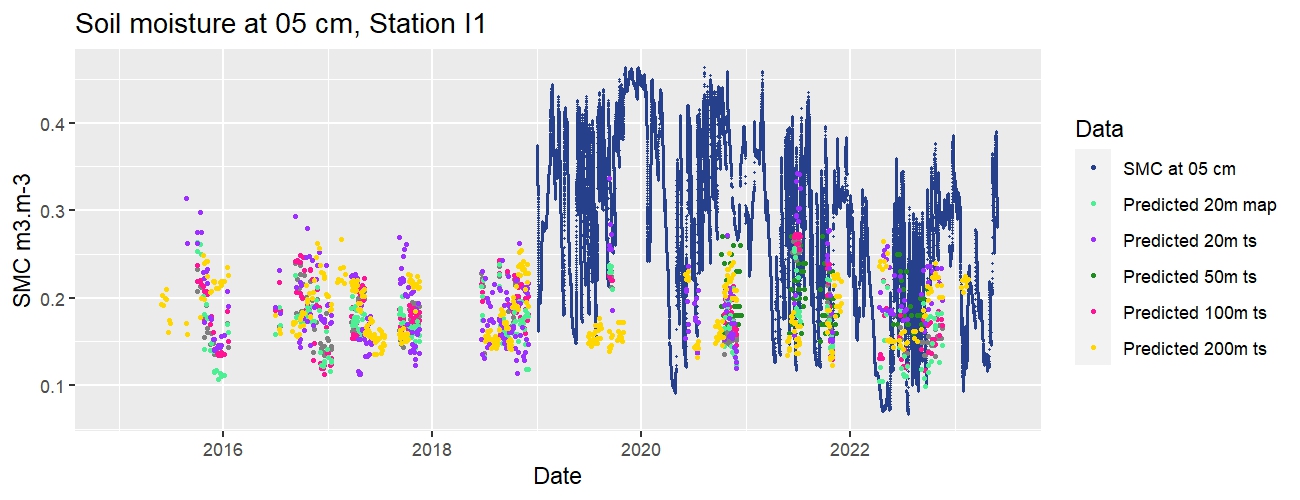 Soil moisture at 05 cm, Station I1
SMC m3.m-3
0.4
0.3
0.2
0.1
2016
2018
2020
2022
Date
Data
SMC at 05 cm
Predicted 20m map
Predicted 20m ts
Predicted 50m ts
Predicted 100m ts
Predicted 200m ts